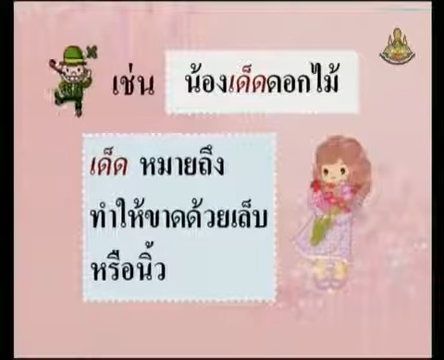 เช่น น้องเด็ดดอกไม้
เด็ด หมายถึง
ทำให้ขาดด้วยเล็บ
หรือนิ้ว